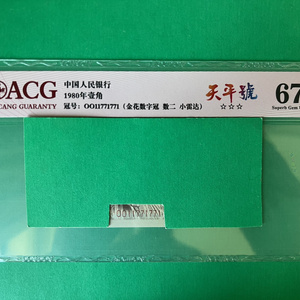 ACG
中国人民银行
1980年壹角
冠号：OO11771771（金花数字冠 数二 小雷达）
CANG GUARANTY
天平號
67
Superb Gem
OO11771771